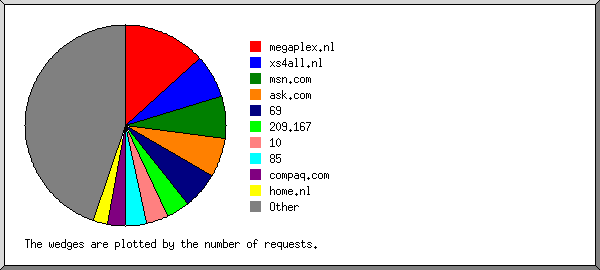 megaplex.nl
xs4all.nl
msn.com
ask.com
69
209.167
10
85
compaq.com
home.nl
Other
The wedges are plotted by the number of requests.